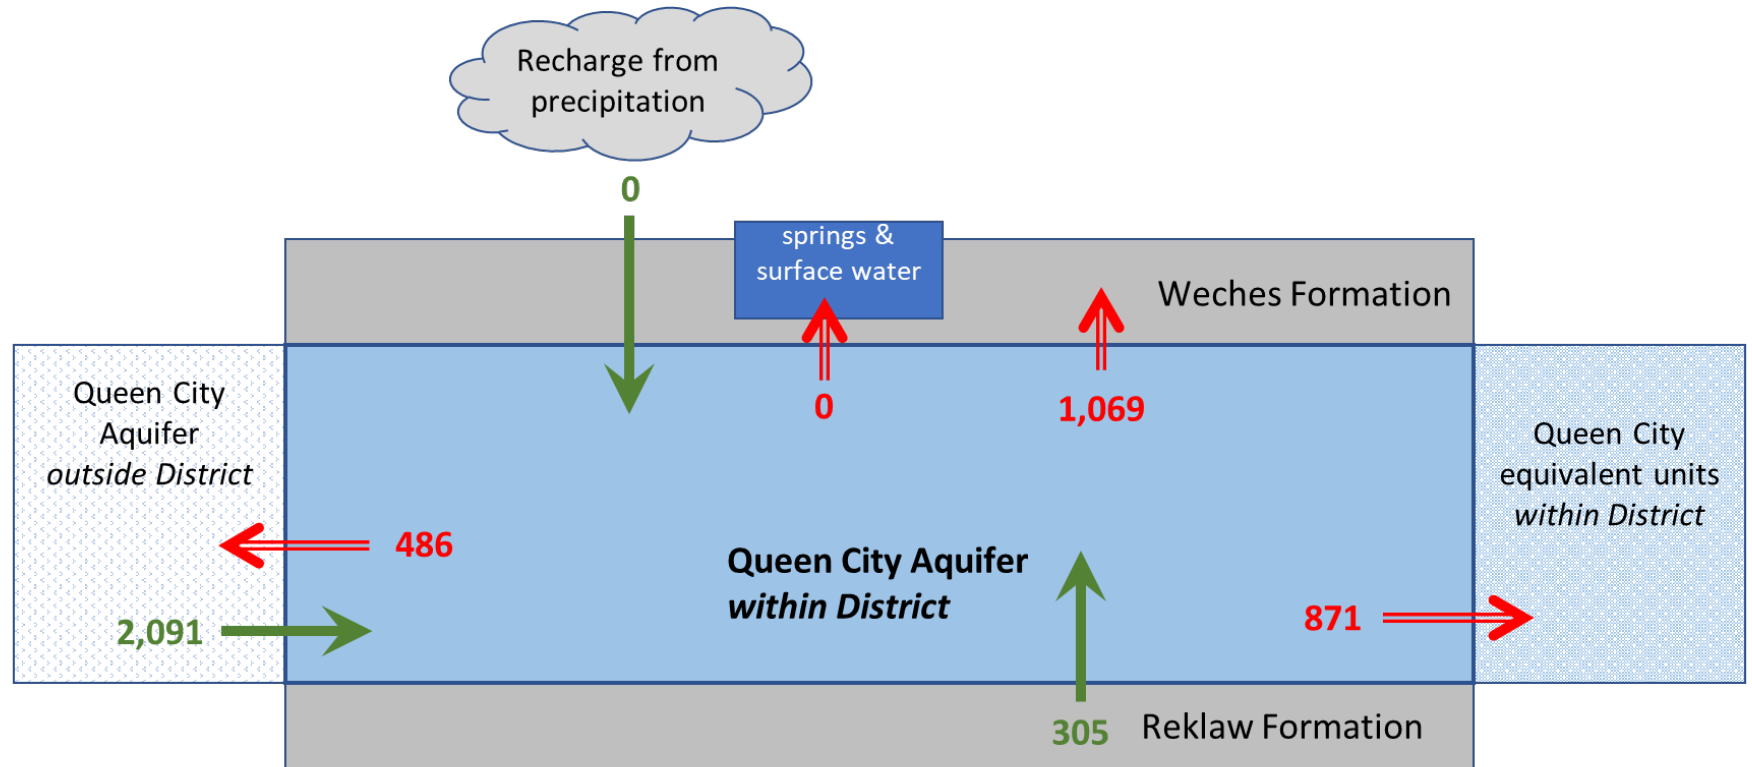 Recharge from
precipitation
0
springs &
surface water
Weches Formation
Queen City
Aquifer
outside District
0
1,069
Queen City
equivalent units
within District
486
Queen City Aquifer
within District
2,091
871
305
Reklaw Formation